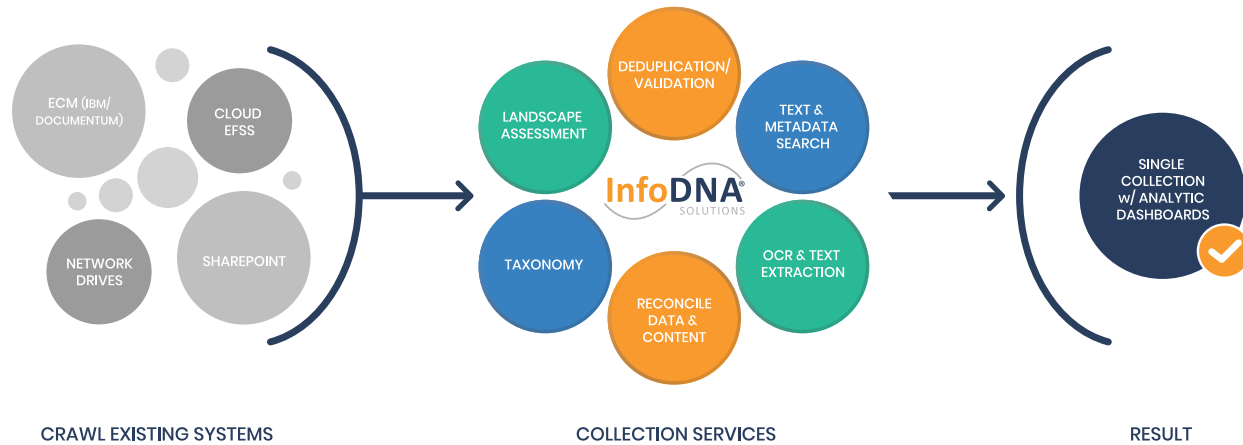 ECM (IBM/
DOCUMENTUM)
CLOUD
EFSS
NETWORK
DRIVES
SHAREPOINT
DEDUPLICATION/
VALIDATION
LANDSCAPE
ASSESSMENT
TEXT &
METADATA
SEARCH
InfoDNA®
SOLUTIONS
TAXONOMY
OCR & TEXT
EXTRACTION
RECONCILE
DATA &
CONTENT
SINGLE
COLLECTION
w/ ANALYTIC
DASHBOARDS
CRAWL EXISTING SYSTEMS
COLLECTION SERVICES
RESULT